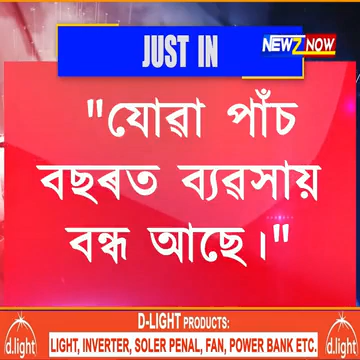 JUST IN
NEWZ NOW
"যোৱা পাঁচ
বছৰত ব্যৱসায়
বন্ধ আছে।"
D-LIGHT PRODUCTS:
LIGHT, INVERTER, SOLER PENAL, FAN, POWER BANK ETC.
d.light
d.light